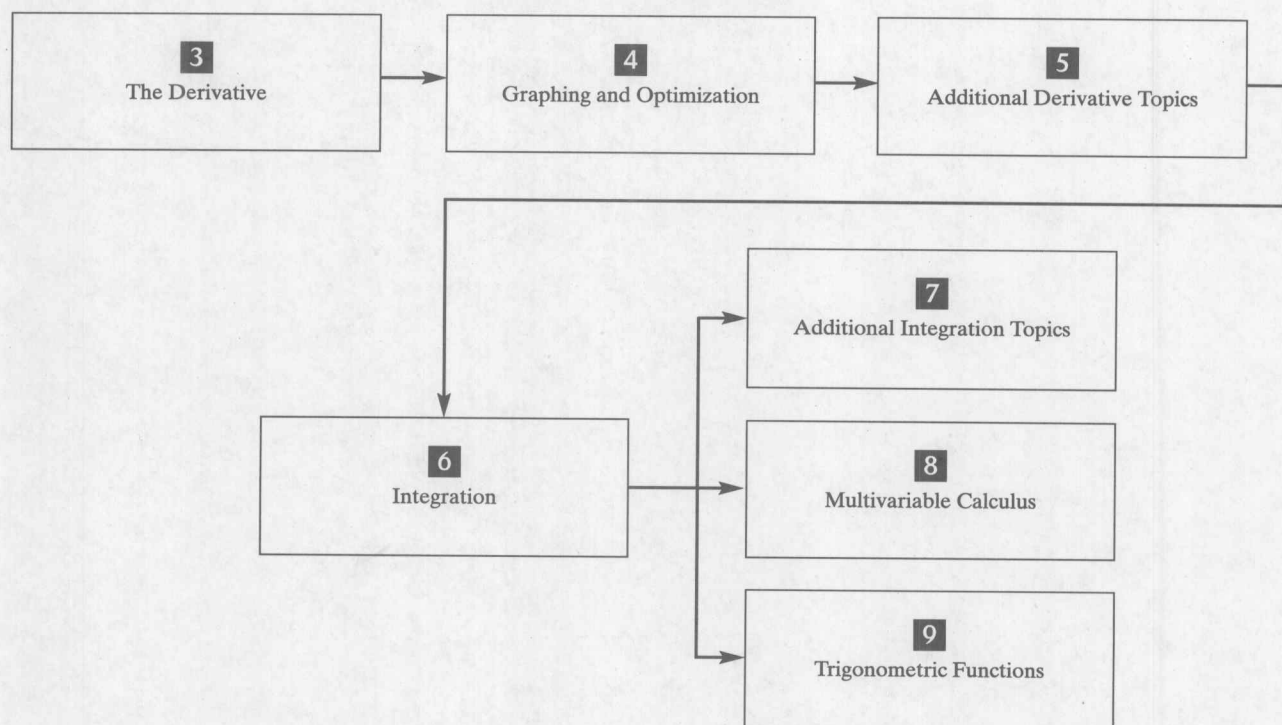 3
The Derivative
4
Graphing and Optimization
5
Additional Derivative Topics
7
Additional Integration Topics
6
Integration
8
Multivariable Calculus
9
Trigonometric Functions